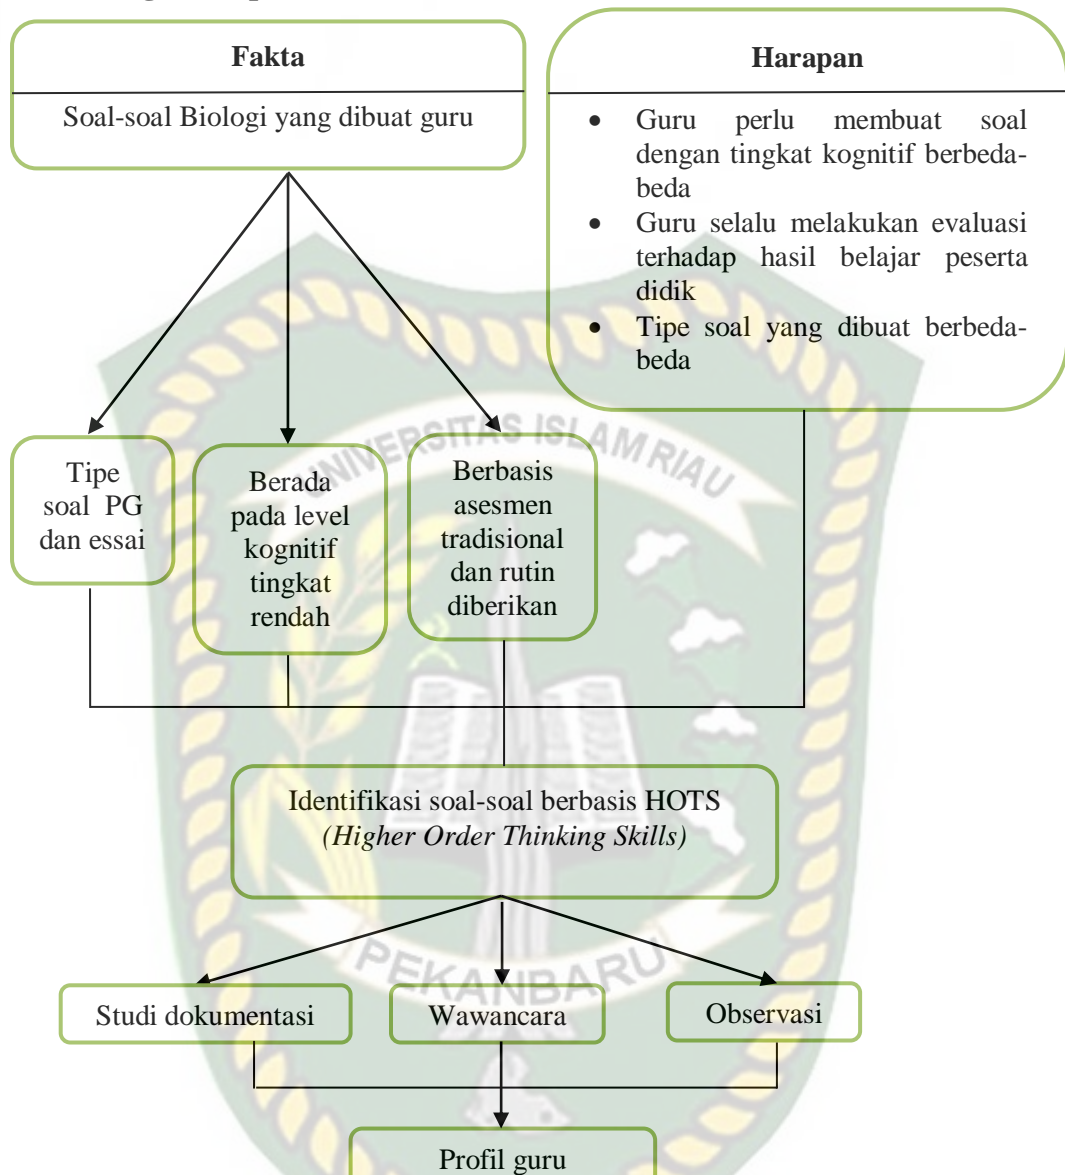 Fakta
Soal-soal Biologi yang dibuat guru
Harapan
• Guru perlu membuat soal
dengan tingkat kognitif berbeda-
beda
• Guru selalu melakukan evaluasi
terhadap hasil belajar peserta
didik
• Tipe soal yang dibuat berbeda-
beda
Tipe
soal PG
dan essai
Berada
pada level
kognitif
tingkat
rendah
Berbasis
asesmen
tradisional
dan rutin
diberikan
UNIVERSITAS ISLAM RIAU
Identifikasi soal-soal berbasis HOTS
(Higher Order Thinking Skills)
PEKANBARU
Studi dokumentasi
Wawancara
Observasi
Profil guru